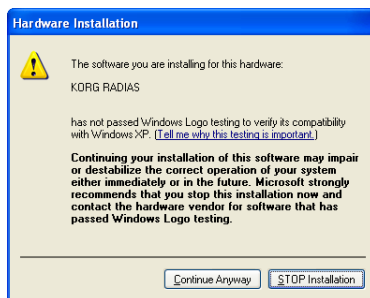 Hardware Installation
The software you are installing for this hardware:
KORG RADIAS
has not passed Windows Logo testing to verify its compatibility
with Windows XP. (Tell me why this testing is important.)
Continuing your installation of this software may impair
or destabilize the correct operation of your system
either immediately or in the future. Microsoft strongly
recommends that you stop this installation now and
contact the hardware vendor for software that has
passed Windows Logo testing.
Continue Anyway
STOP Installation